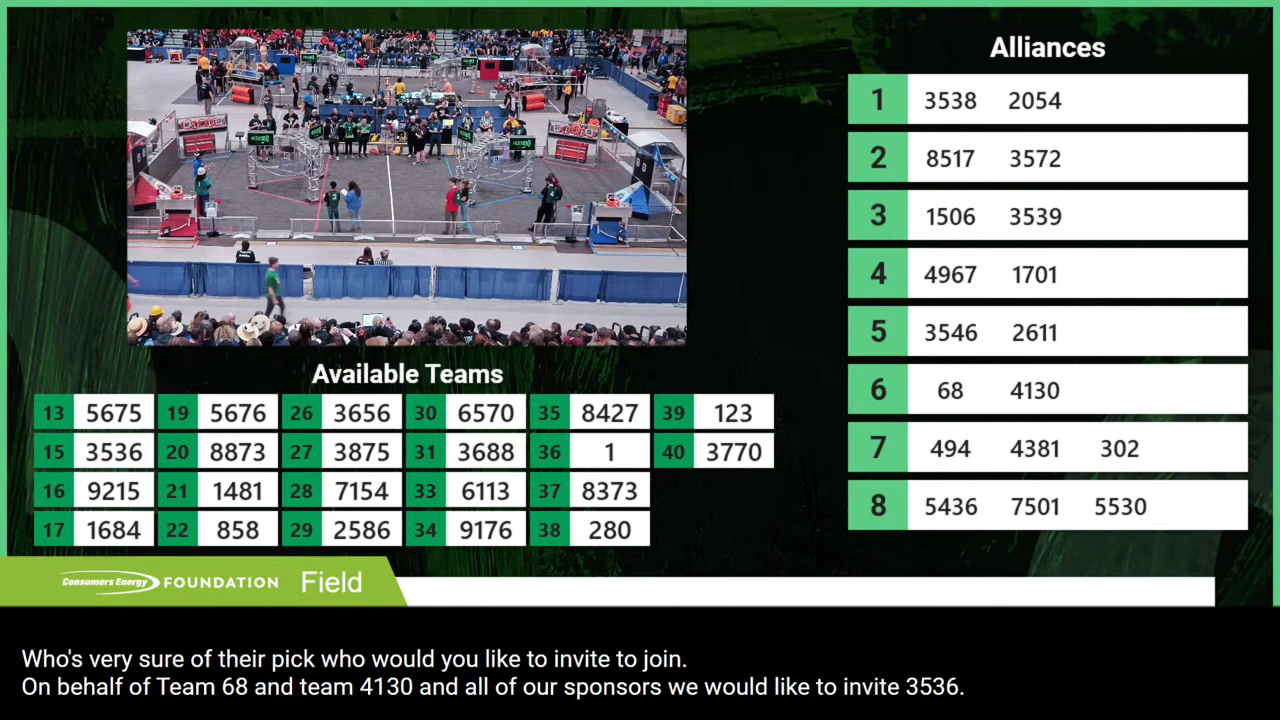 Alliances
1 3538 2054
2 8517 3572
3 1506 3539
4 4967 1701
5 3546 2611
6 68 4130
7 494 4381 302
8 5436 7501 5530
Available Teams
13 5675 19 5676 26 3656 30 6570 35 8427 39 123
15 3536 20 8873 27 3875 31 3688 36 1 40 3770
16 9215 21 1481 28 7154 33 6113 37 8373
17 1684 22 858 29 2586 34 9176 38 280
Consumers Energy FOUNDATION Field
Who's very sure of their pick who would you like to invite to join.
On behalf of Team 68 and team 4130 and all of our sponsors we would like to invite 3536.